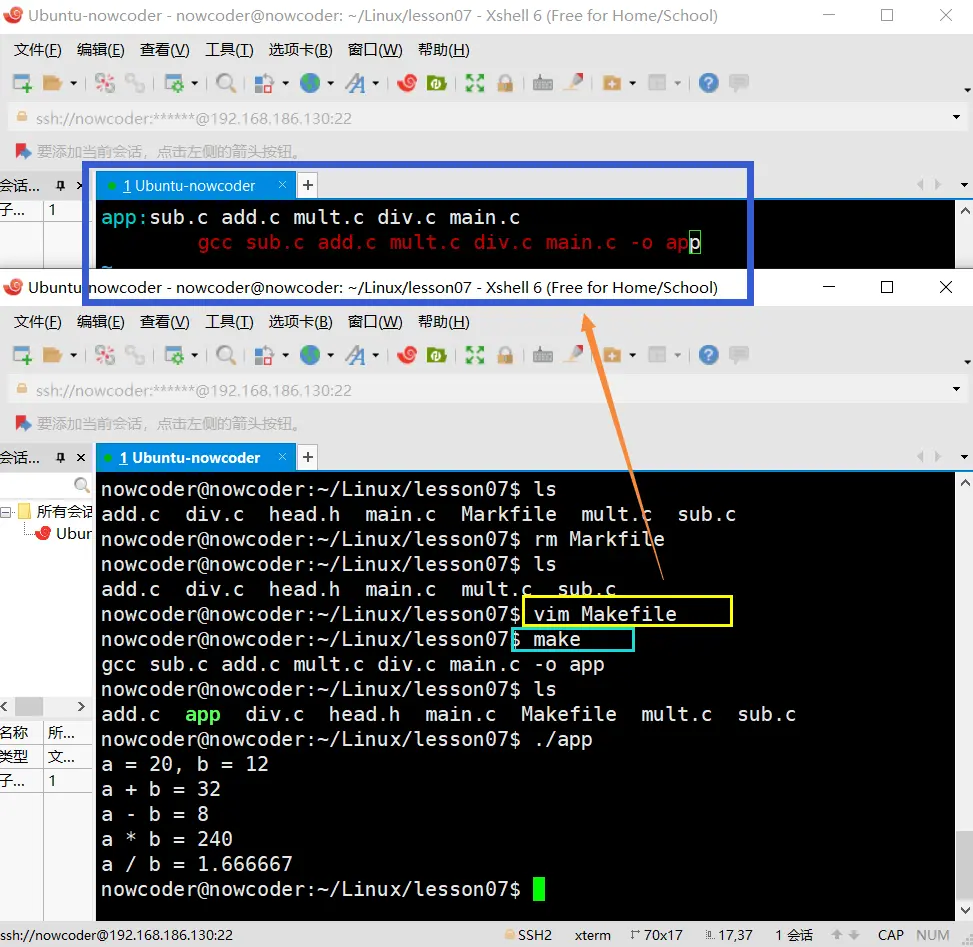 Ubuntu-nowcoder - nowcoder@nowcoder: ~/Linux/lesson07 - Xshell 6 (Free for Home/School)
文件(F) 编辑(E) 查看(V) 工具(T) 选项卡(B) 窗口(W) 帮助(H)
ssh://nowcoder:******@192.168.186.130:22
要添加当前会话，点击左侧的箭头按钮。
会话... 1 Ubuntu-nowcoder
子... 1
app:sub.c add.c mult.c div.c main.c
gcc sub.c add.c mult.c div.c main.c -o app
~
Ubuntu-nowcoder - nowcoder@nowcoder: ~/Linux/lesson07 - Xshell 6 (Free for Home/School)
文件(F) 编辑(E) 查看(V) 工具(T) 选项卡(B) 窗口(W) 帮助(H)
ssh://nowcoder:******@192.168.186.130:22
要添加当前会话，点击左侧的箭头按钮。
会话... 1 Ubuntu-nowcoder
所有会话
Ubur
名称 所...
类型 文...
子... 1
nowcoder@nowcoder:~/Linux/lesson07$ ls
add.c div.c head.h main.c Markfile mult.c sub.c
nowcoder@nowcoder:~/Linux/lesson07$ rm Markfile
nowcoder@nowcoder:~/Linux/lesson07$ ls
add.c div.c head.h main.c mult.c sub.c
nowcoder@nowcoder:~/Linux/lesson07$ vim Makefile
nowcoder@nowcoder:~/Linux/lesson07$ make
gcc sub.c add.c mult.c div.c main.c -o app
nowcoder@nowcoder:~/Linux/lesson07$ ls
add.c app div.c head.h main.c Makefile mult.c sub.c
nowcoder@nowcoder:~/Linux/lesson07$ ./app
a = 20, b = 12
a + b = 32
a - b = 8
a * b = 240
a / b = 1.666667
nowcoder@nowcoder:~/Linux/lesson07$
ssh://nowcoder@192.168.186.130:22 SSH2 xterm 70x17 17,37 1 会话 CAP NUM